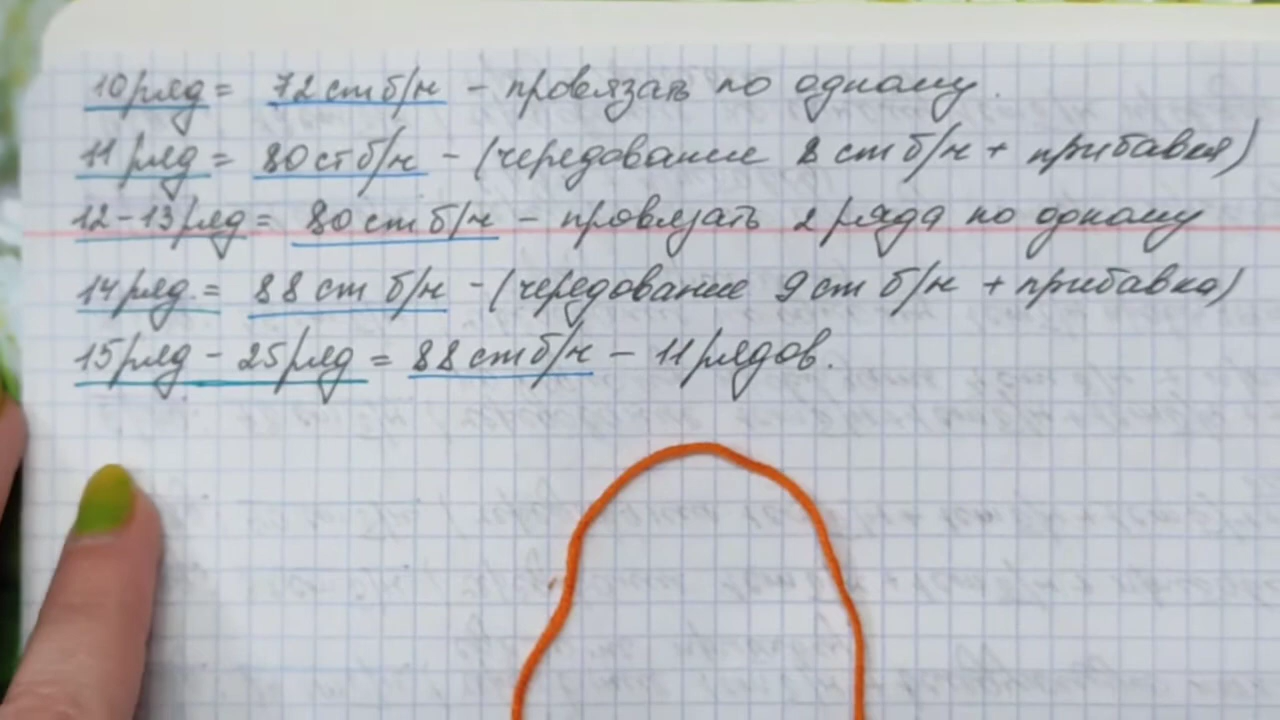 10 ряд = 72 ст б/н - провязать по одному.
11 ряд = 80 ст б/н - (чередование 8 ст б/н + прибавка)
12-13 ряд = 80 ст б/н - провязать 2 ряда по одному
14 ряд. = 88 ст б/н - (чередование 9 ст б/н + прибавка)
15 ряд - 25 ряд = 88 ст б/н - 11 рядов.